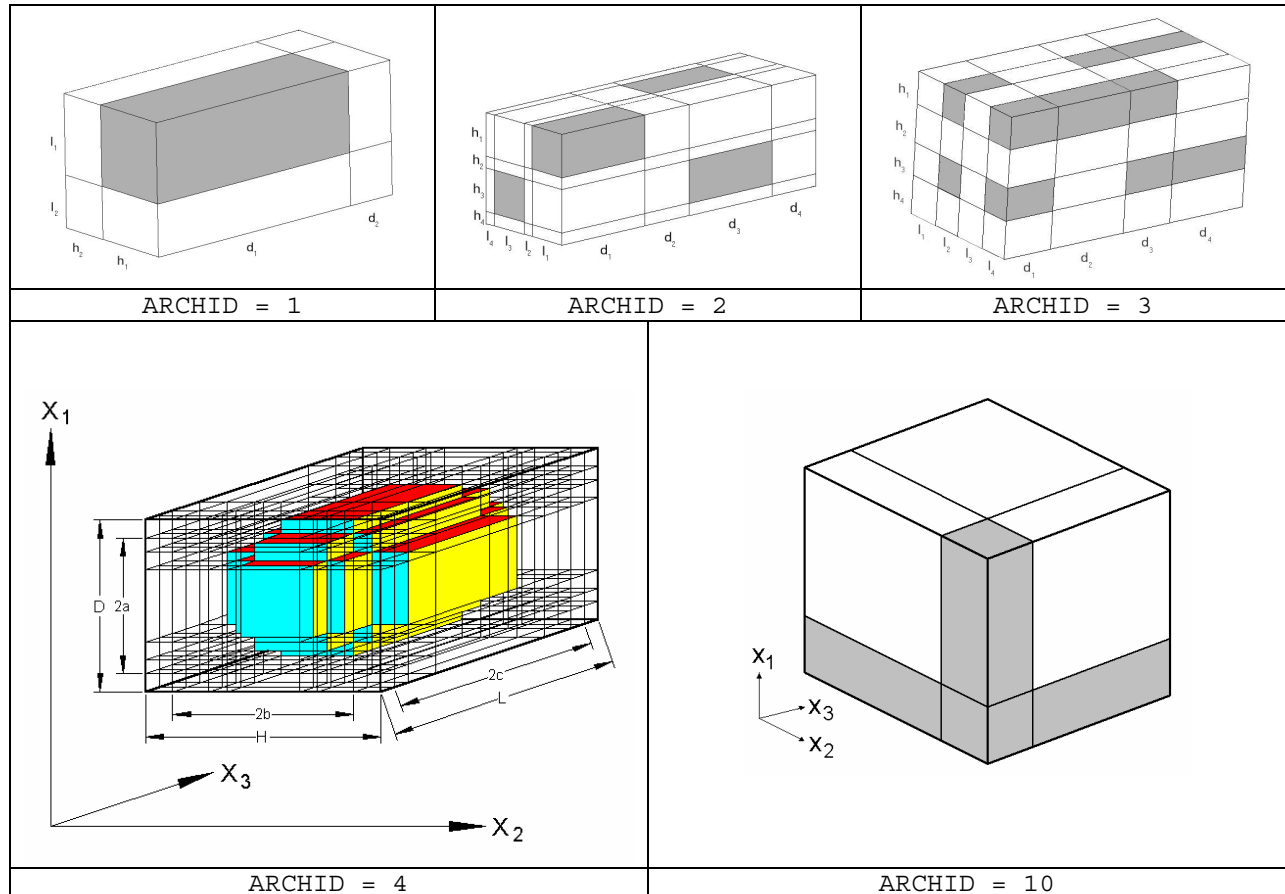 l₁
l₂
h₂
h₁
d₁
d₂
ARCHID = 1
h₁
h₂
h₃
h₄
l₄
l₃
l₂
l₁
d₁
d₂
d₃
d₄
ARCHID = 2
h₁
h₂
h₃
h₄
l₁
l₂
l₃
l₄
d₁
d₂
d₃
d₄
ARCHID = 3
X₁
D
2a
2b
H
2c
L
X₃
X₂
ARCHID = 4
x₁
x₃
x₂
ARCHID = 10